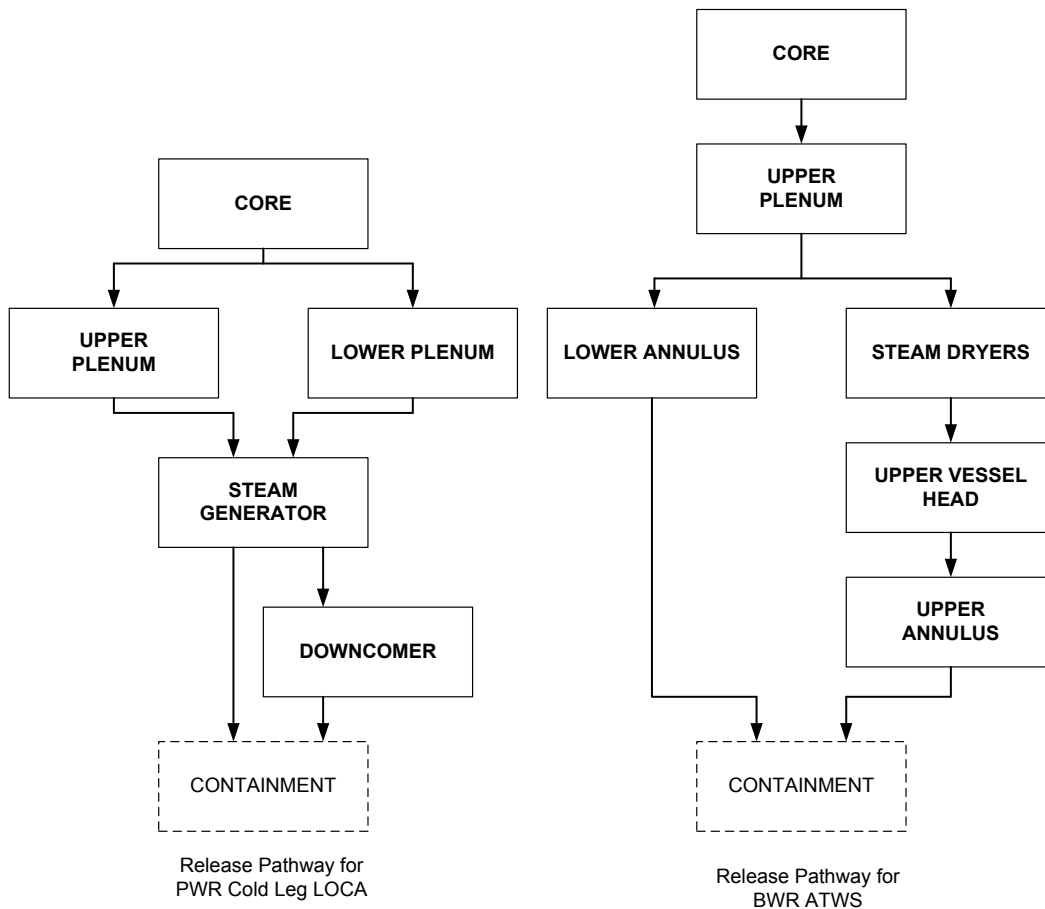 CORE
UPPER
PLENUM
LOWER PLENUM
STEAM
GENERATOR
DOWNCOMER
CONTAINMENT
Release Pathway for
PWR Cold Leg LOCA
CORE
UPPER
PLENUM
LOWER ANNULUS
STEAM DRYERS
UPPER VESSEL
HEAD
UPPER
ANNULUS
CONTAINMENT
Release Pathway for
BWR ATWS